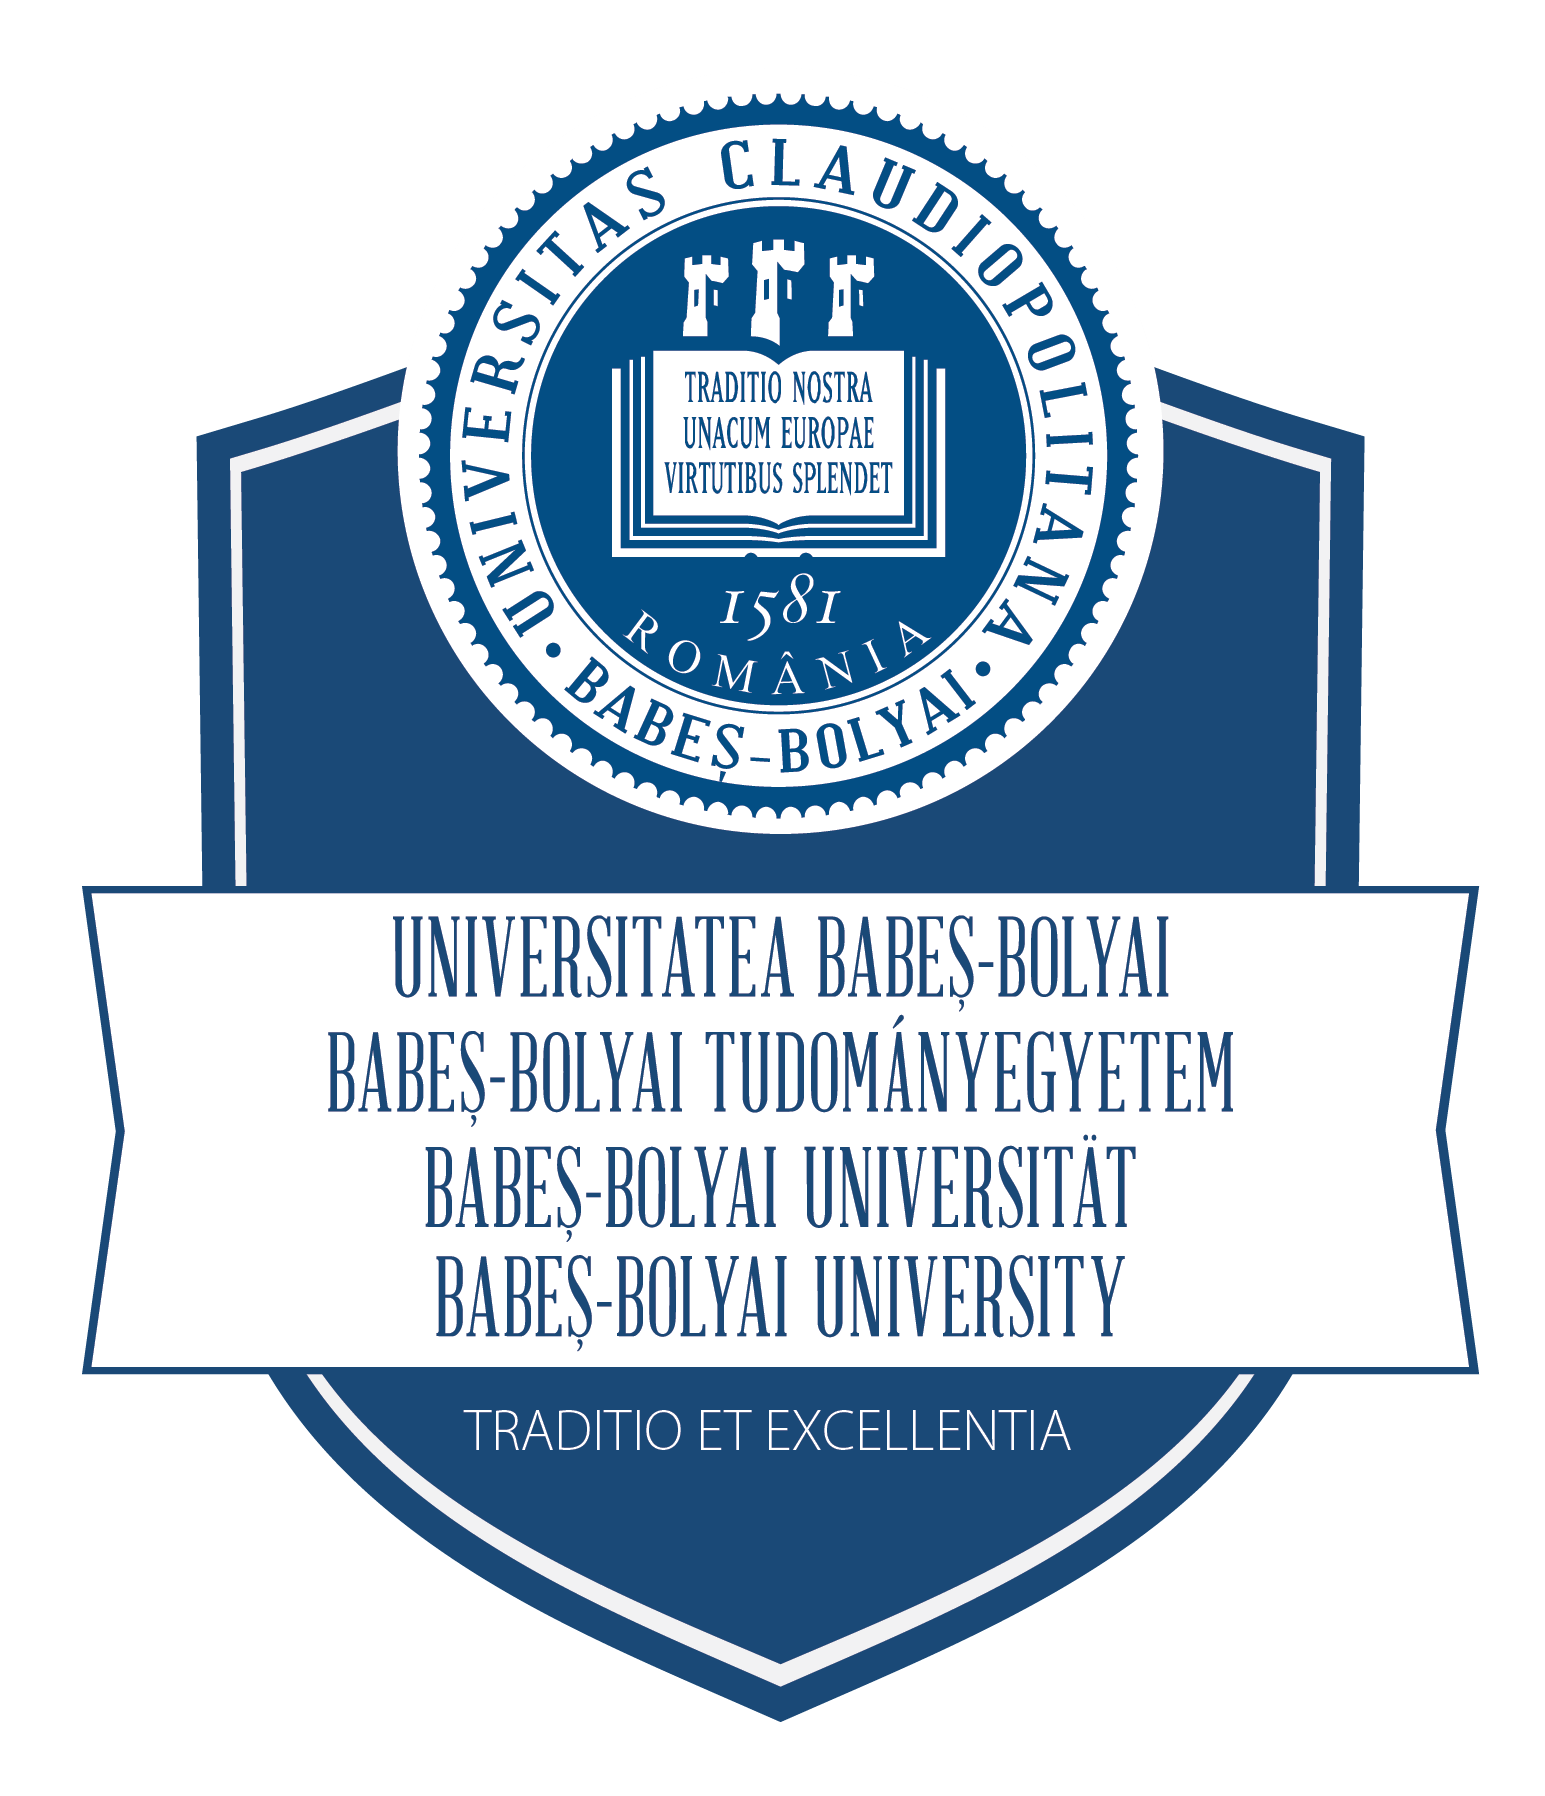 UNIVERSITAS CLAUDIOPOLITANA
TRADITIO NOSTRA
UNACUM EUROPAE
VIRTUTIBUS SPLENDET
1581
ROMÂNIA
• BABEȘ-BOLYAI •
UNIVERSITATEA BABEȘ-BOLYAI
BABEȘ-BOLYAI TUDOMÁNYEGYETEM
BABEȘ-BOLYAI UNIVERSITÄT
BABEȘ-BOLYAI UNIVERSITY
TRADITIO ET EXCELLENTIA